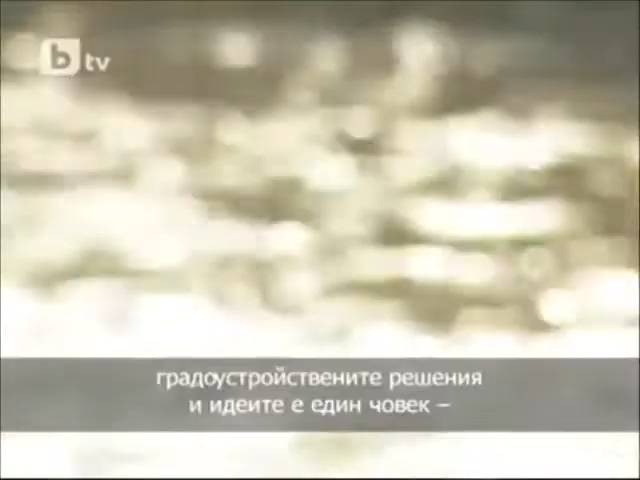 btv
градоустройствените решения
и идеите е един човек –